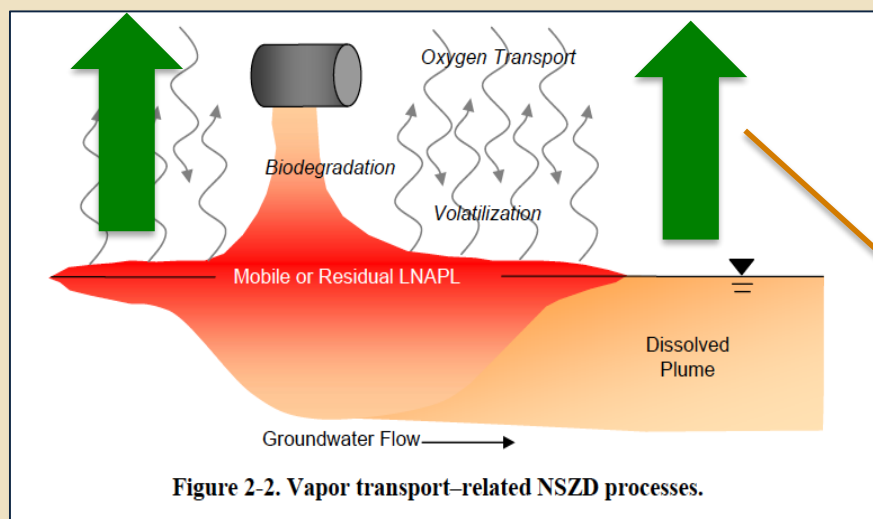 Oxygen Transport
Biodegradation
Volatilization
Mobile or Residual LNAPL
Dissolved
Plume
Groundwater Flow
Figure 2-2. Vapor transport–related NSZD processes.